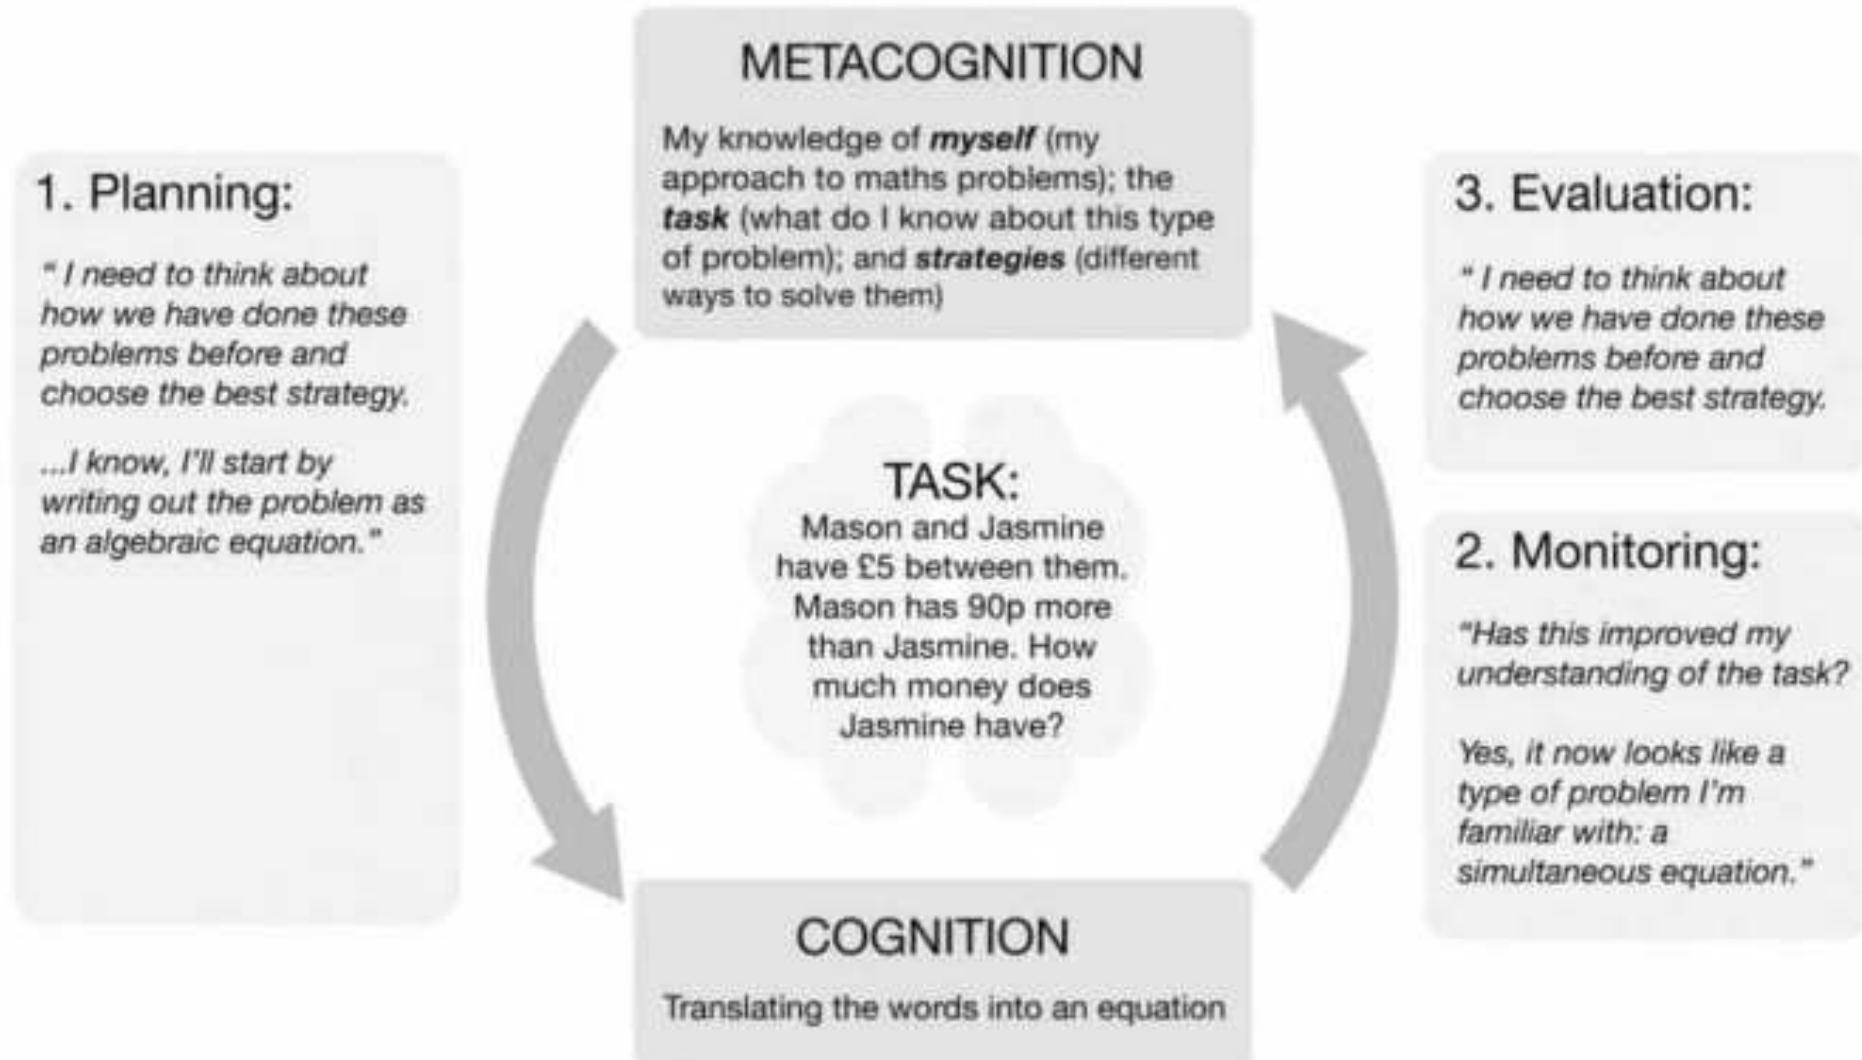 METACOGNITION
My knowledge of myself (my
approach to maths problems); the
task (what do I know about this type
of problem); and strategies (different
ways to solve them)
1. Planning:
" I need to think about
how we have done these
problems before and
choose the best strategy.
...I know, I'll start by
writing out the problem as
an algebraic equation."
TASK:
Mason and Jasmine
have £5 between them.
Mason has 90p more
than Jasmine. How
much money does
Jasmine have?
3. Evaluation:
" I need to think about
how we have done these
problems before and
choose the best strategy.
2. Monitoring:
"Has this improved my
understanding of the task?
Yes, it now looks like a
type of problem I'm
familiar with: a
simultaneous equation."
COGNITION
Translating the words into an equation